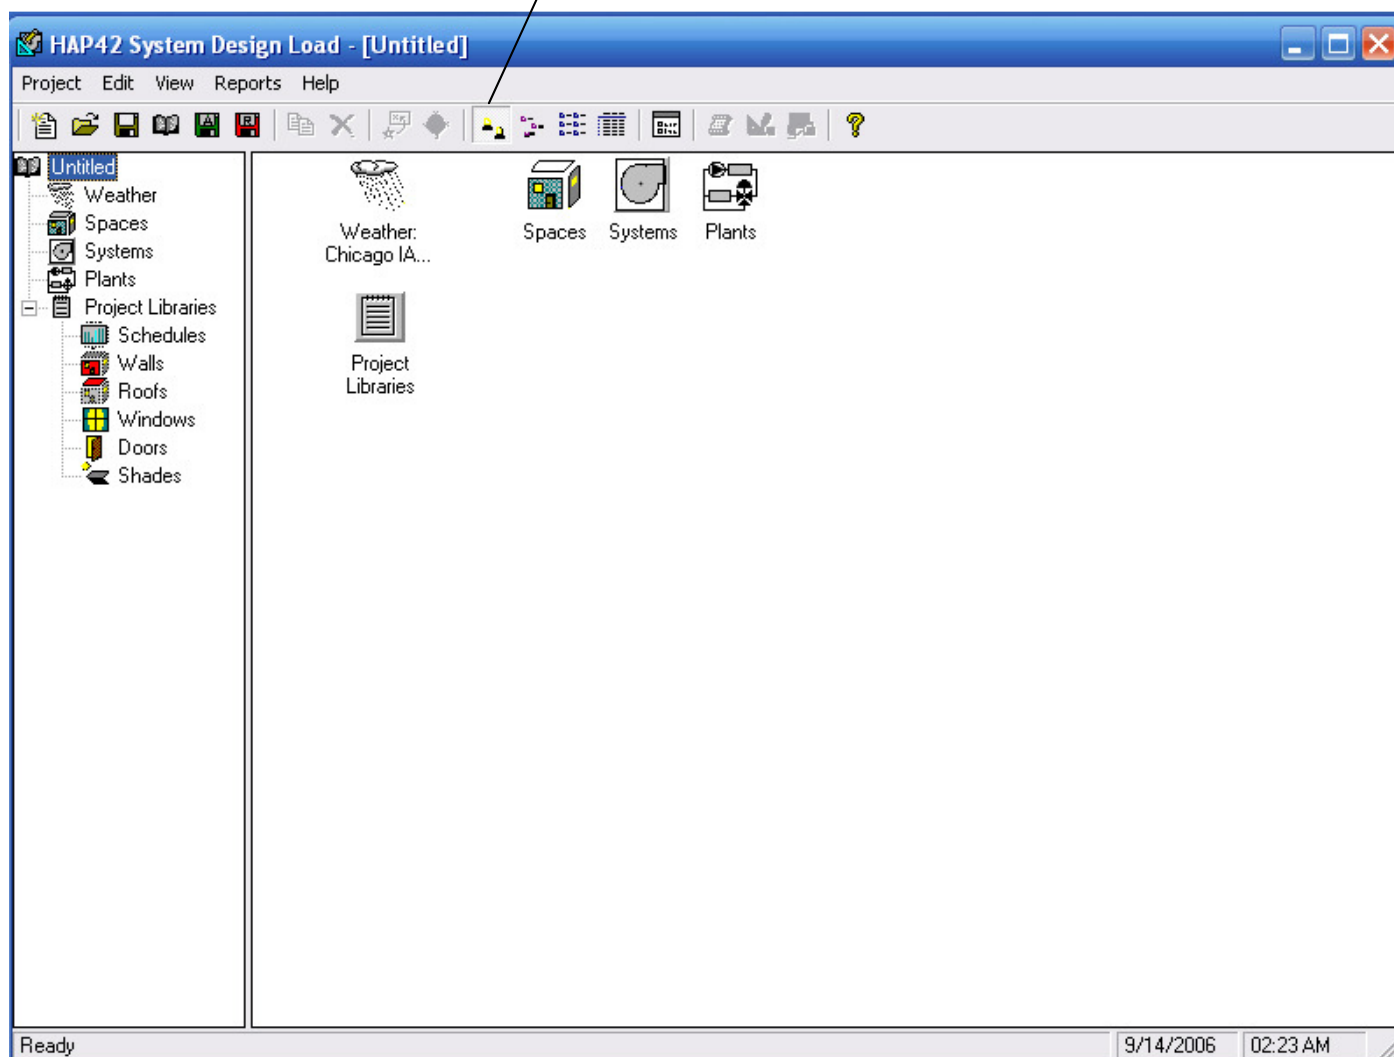 HAP42 System Design Load - [Untitled]
Project Edit View Reports Help
Untitled
Weather
Spaces
Systems
Plants
Project Libraries
Schedules
Walls
Roofs
Windows
Doors
Shades
Weather:
Chicago IA...
Spaces
Systems
Plants
Project
Libraries
Ready
9/14/2006
02:23 AM